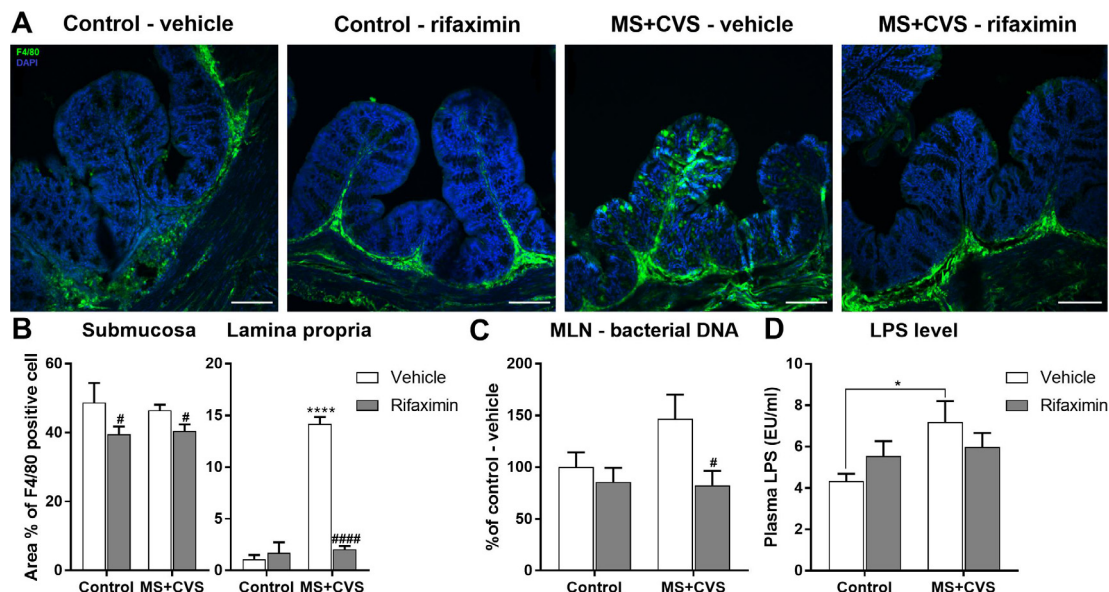 A
Control - vehicle
Control - rifaximin
MS+CVS - vehicle
MS+CVS - rifaximin
F4/80
DAPI
B
Submucosa
Lamina propria
Area % of F4/80 positive cell
60
40
20
0
#
#
Control
MS+CVS
20
15
10
5
0
****
####
Control
MS+CVS
Vehicle
Rifaximin
C
MLN - bacterial DNA
%of control - vehicle
200
150
100
50
0
#
Control
MS+CVS
D
LPS level
Plasma LPS (EU/ml)
10
8
6
4
2
0
*
Control
MS+CVS
Vehicle
Rifaximin